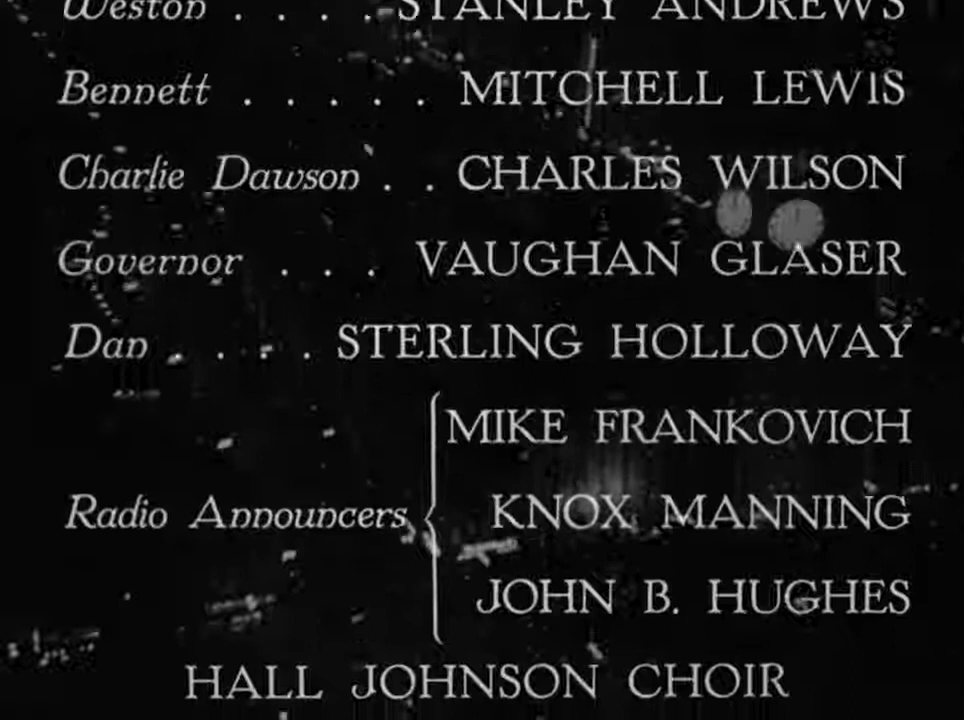 Weston . . . . STANLEY ANDREWS
Bennett . . . . . MITCHELL LEWIS
Charlie Dawson . . CHARLES WILSON
Governor . . . VAUGHAN GLASER
Dan . . . . STERLING HOLLOWAY
MIKE FRANKOVICH
Radio Announcers KNOX MANNING
JOHN B. HUGHES
HALL JOHNSON CHOIR